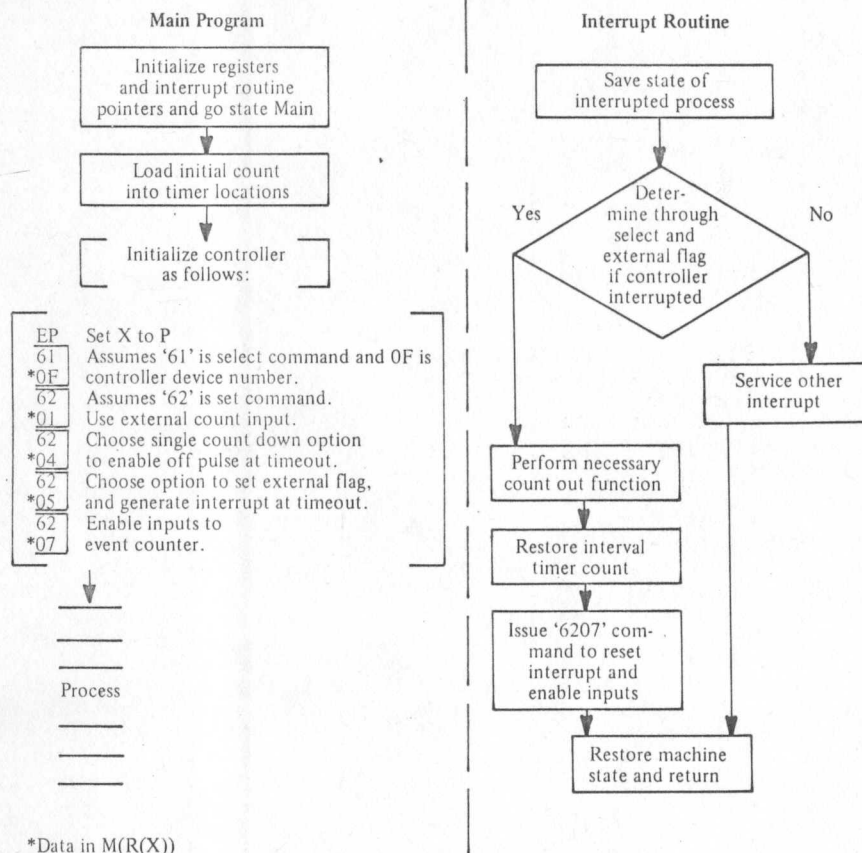 Main Program
Initialize registers
and interrupt routine
pointers and go state Main
Load initial count
into timer locations
Initialize controller
as follows:
EP Set X to P
61 Assumes ‘61’ is select command and 0F is
*0F controller device number.
62 Assumes ‘62’ is set command.
*01 Use external count input.
62 Choose single count down option
*04 to enable off pulse at timeout.
62 Choose option to set external flag,
*05 and generate interrupt at timeout.
62 Enable inputs to
*07 event counter.
Process
*Data in M(R(X))
Interrupt Routine
Save state of
interrupted process
Deter-
mine through
select and
external flag
if controller
interrupted
Yes
No
Service other
interrupt
Perform necessary
count out function
Restore interval
timer count
Issue ‘6207’ com-
mand to reset
interrupt and
enable inputs
Restore machine
state and return